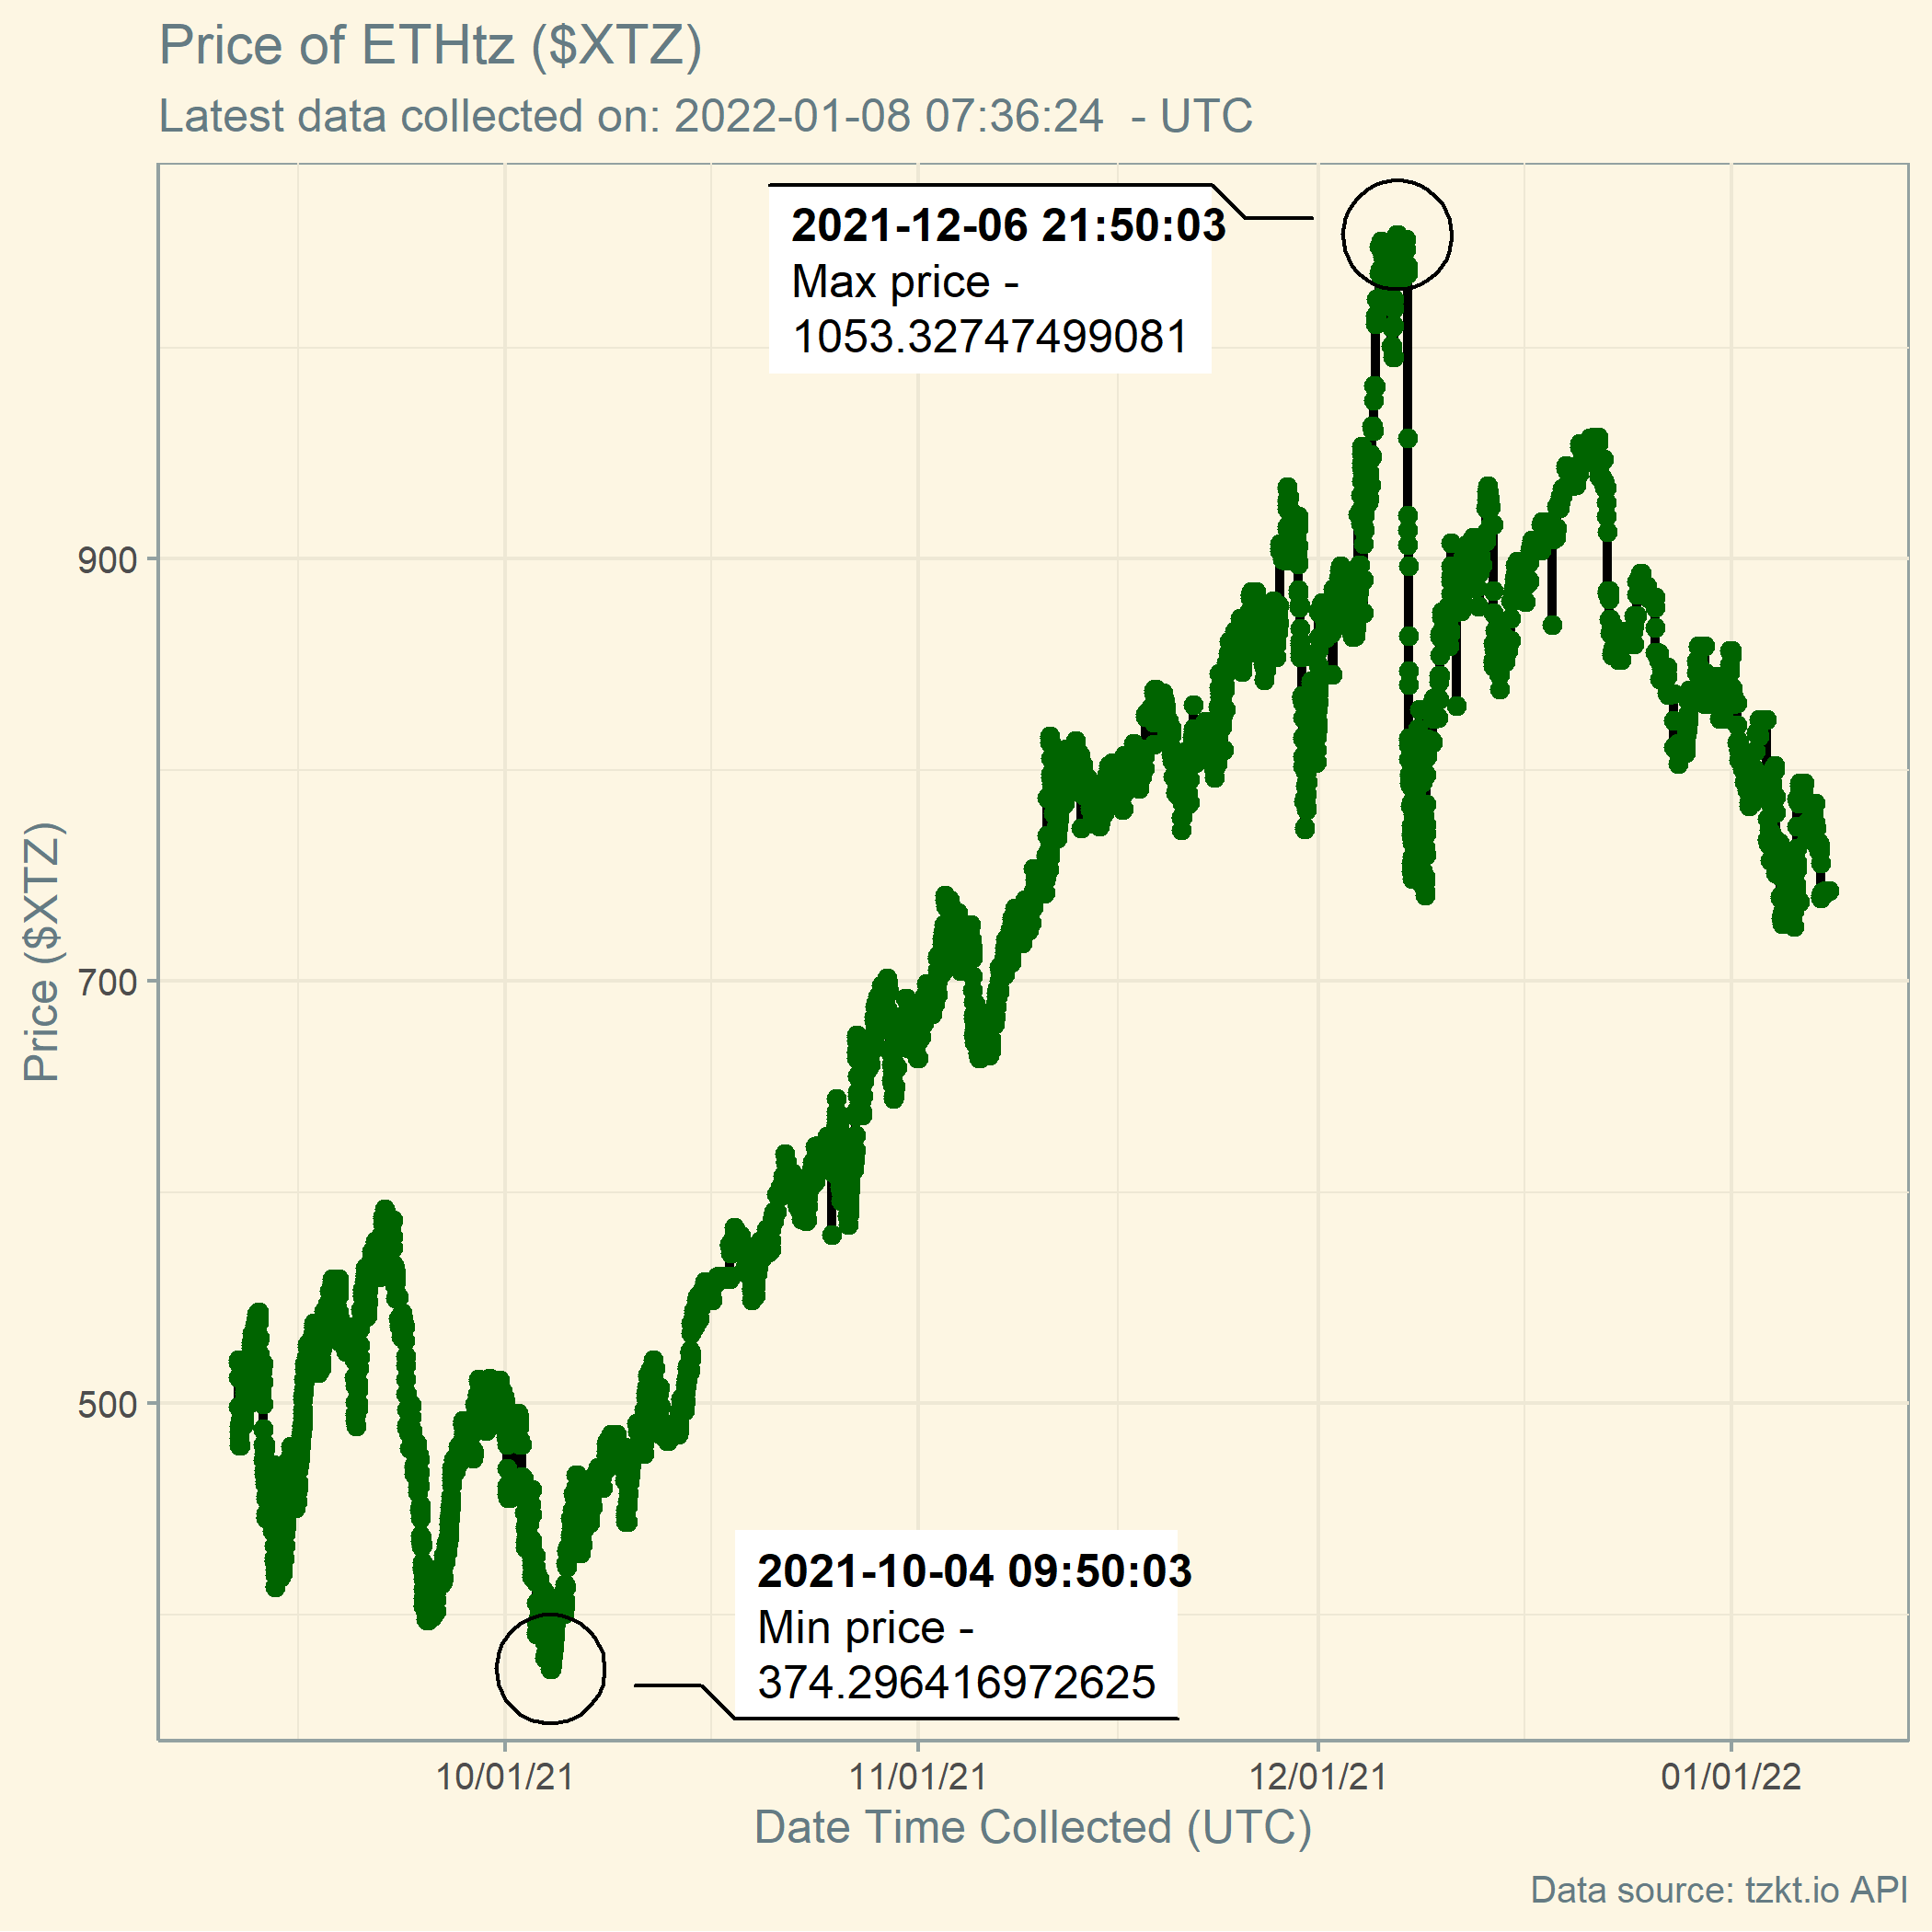 Price of ETHtz ($XTZ)
Latest data collected on: 2022-01-08 07:36:24  - UTC
2021-12-06 21:50:03
Max price -
1053.32747499081
900
700
500
Price ($XTZ)
2021-10-04 09:50:03
Min price -
374.296416972625
10/01/21
11/01/21
12/01/21
01/01/22
Date Time Collected (UTC)
Data source: tzkt.io API